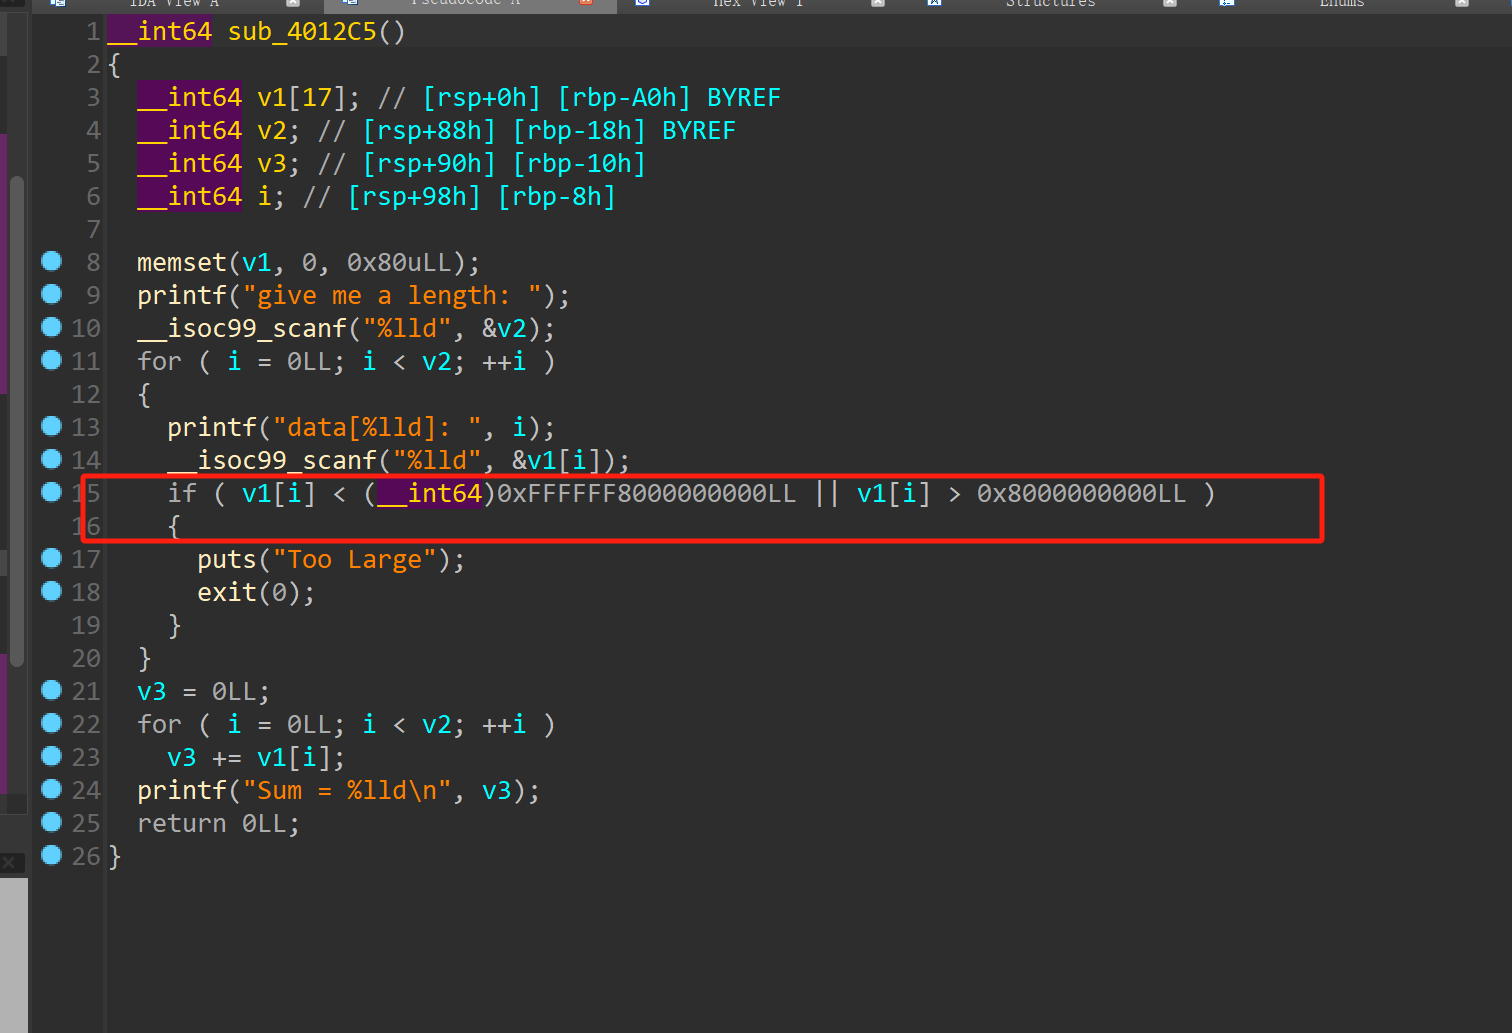 IDA View A
Pseudocode A
Hex View 1
Structures
Enums
1 __int64 sub_4012C5()
2 {
3 __int64 v1[17]; // [rsp+0h] [rbp-A0h] BYREF
4 __int64 v2; // [rsp+88h] [rbp-18h] BYREF
5 __int64 v3; // [rsp+90h] [rbp-10h]
6 __int64 i; // [rsp+98h] [rbp-8h]
7
8 memset(v1, 0, 0x80uLL);
9 printf("give me a length: ");
10 __isoc99_scanf("%lld", &v2);
11 for ( i = 0LL; i < v2; ++i )
12 {
13 printf("data[%lld]: ", i);
14 __isoc99_scanf("%lld", &v1[i]);
15 if ( v1[i] < (__int64)0xFFFFFF8000000000LL || v1[i] > 0x8000000000LL )
16 {
17 puts("Too Large");
18 exit(0);
19 }
20 }
21 v3 = 0LL;
22 for ( i = 0LL; i < v2; ++i )
23 v3 += v1[i];
24 printf("Sum = %lld\n", v3);
25 return 0LL;
26 }